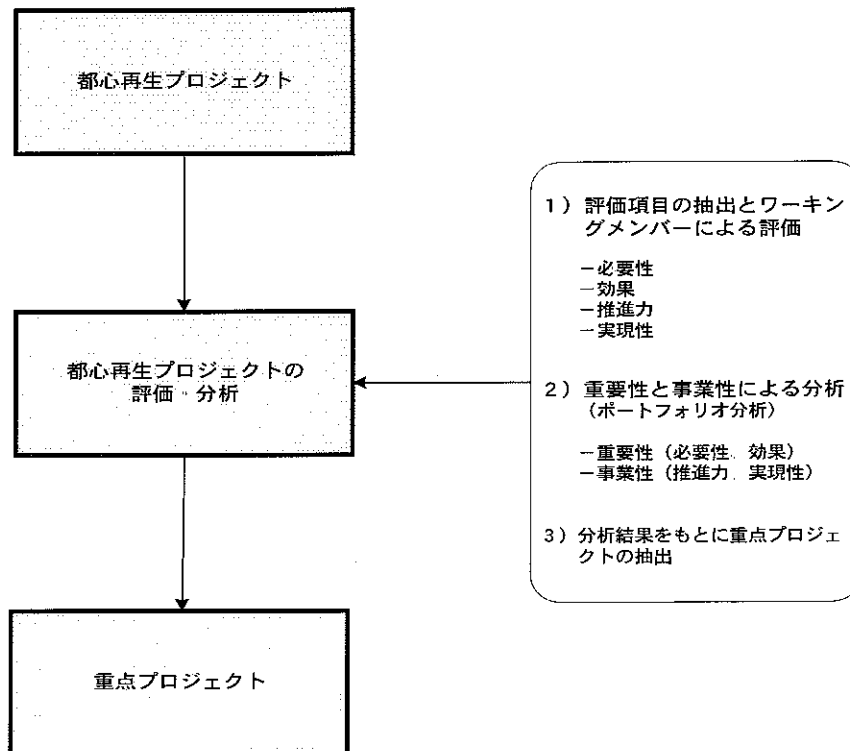 都心再生プロジェクト
都心再生プロジェクトの
評価・分析
重点プロジェクト
1）評価項目の抽出とワーキン
グメンバーによる評価
－必要性
－効果
－推進力
－実現性
2）重要性と事業性による分析
（ポートフォリオ分析）
－重要性（必要性、効果）
－事業性（推進力、実現性）
3）分析結果をもとに重点プロジェ
クトの抽出